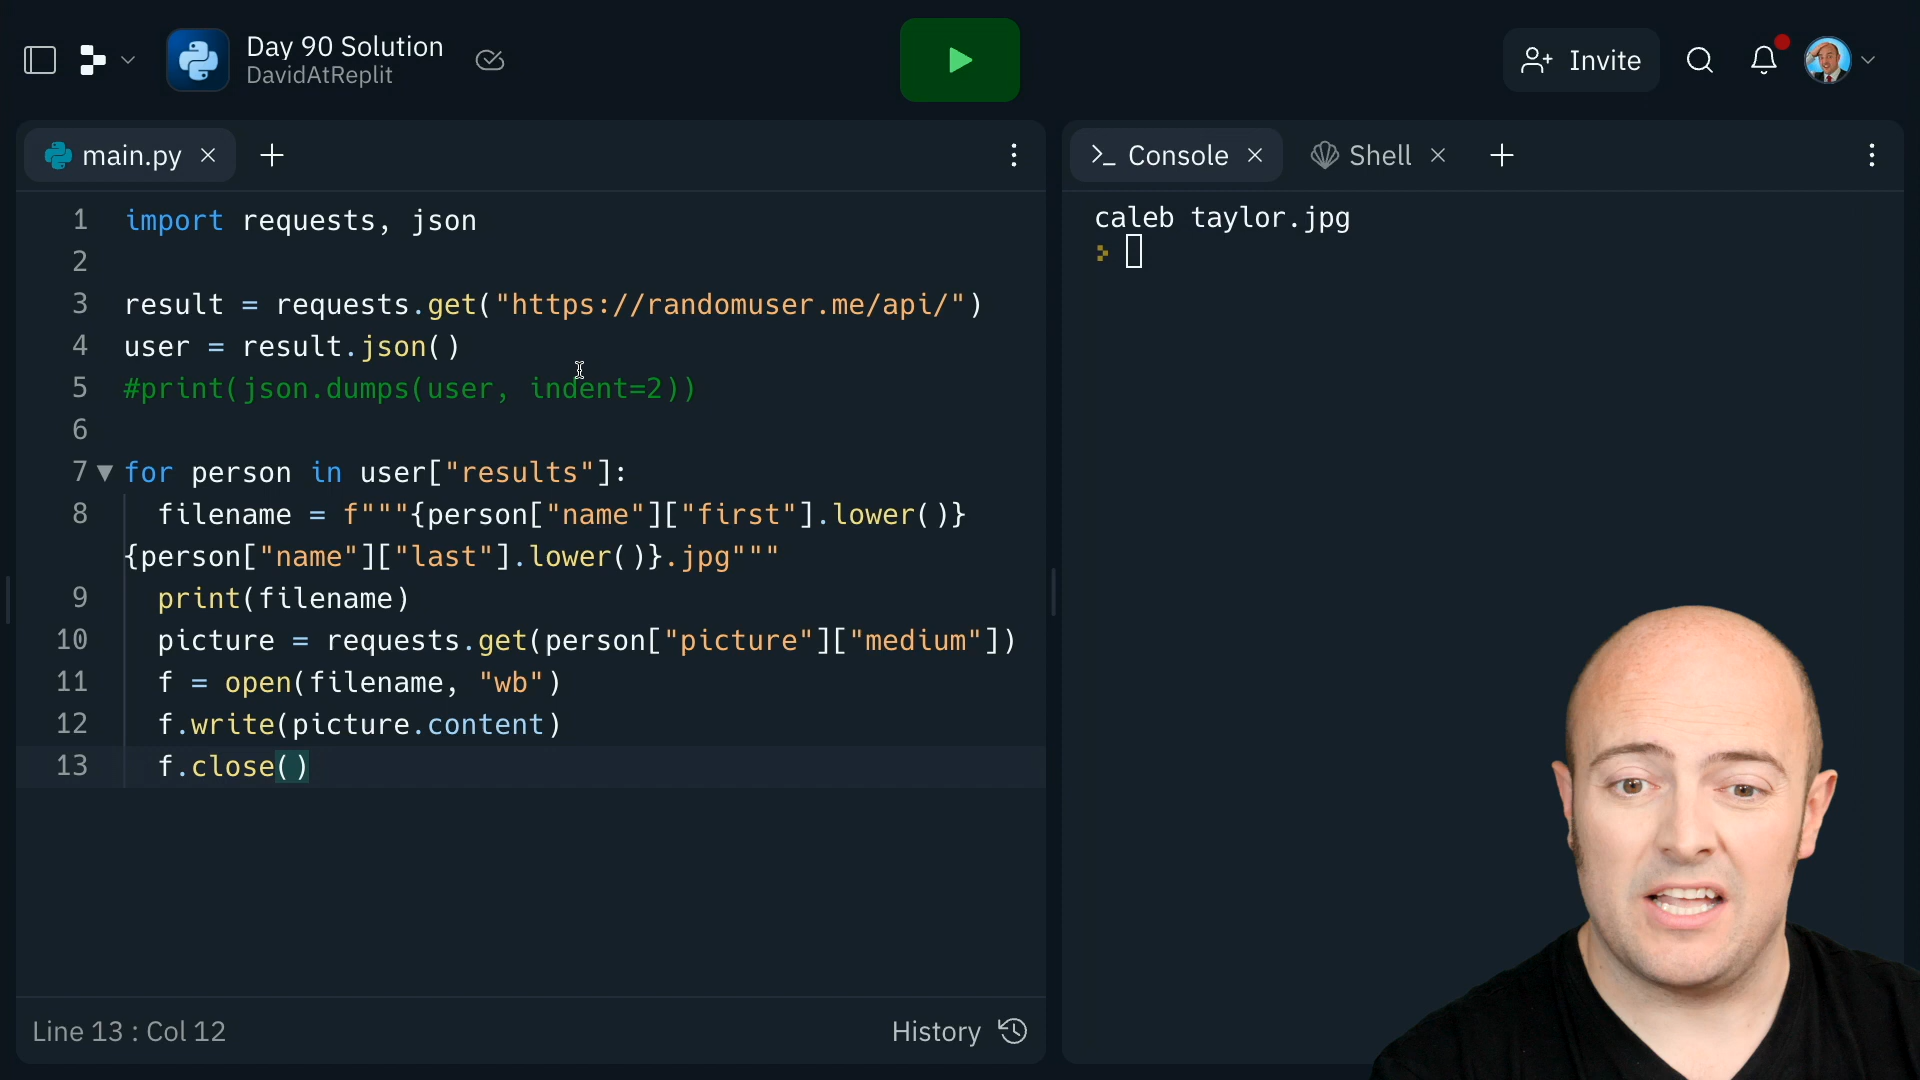 Day 90 Solution
DavidAtReplit
Invite
main.py
Console
Shell
1 import requests, json
2
3 result = requests.get("https://randomuser.me/api/")
4 user = result.json()
5 #print(json.dumps(user, indent=2))
6
7 for person in user["results"]:
8 filename = f"""{person["name"]["first"].lower()}
{person["name"]["last"].lower()}.jpg"""
9 print(filename)
10 picture = requests.get(person["picture"]["medium"])
11 f = open(filename, "wb")
12 f.write(picture.content)
13 f.close()
caleb taylor.jpg
Line 13 : Col 12
History